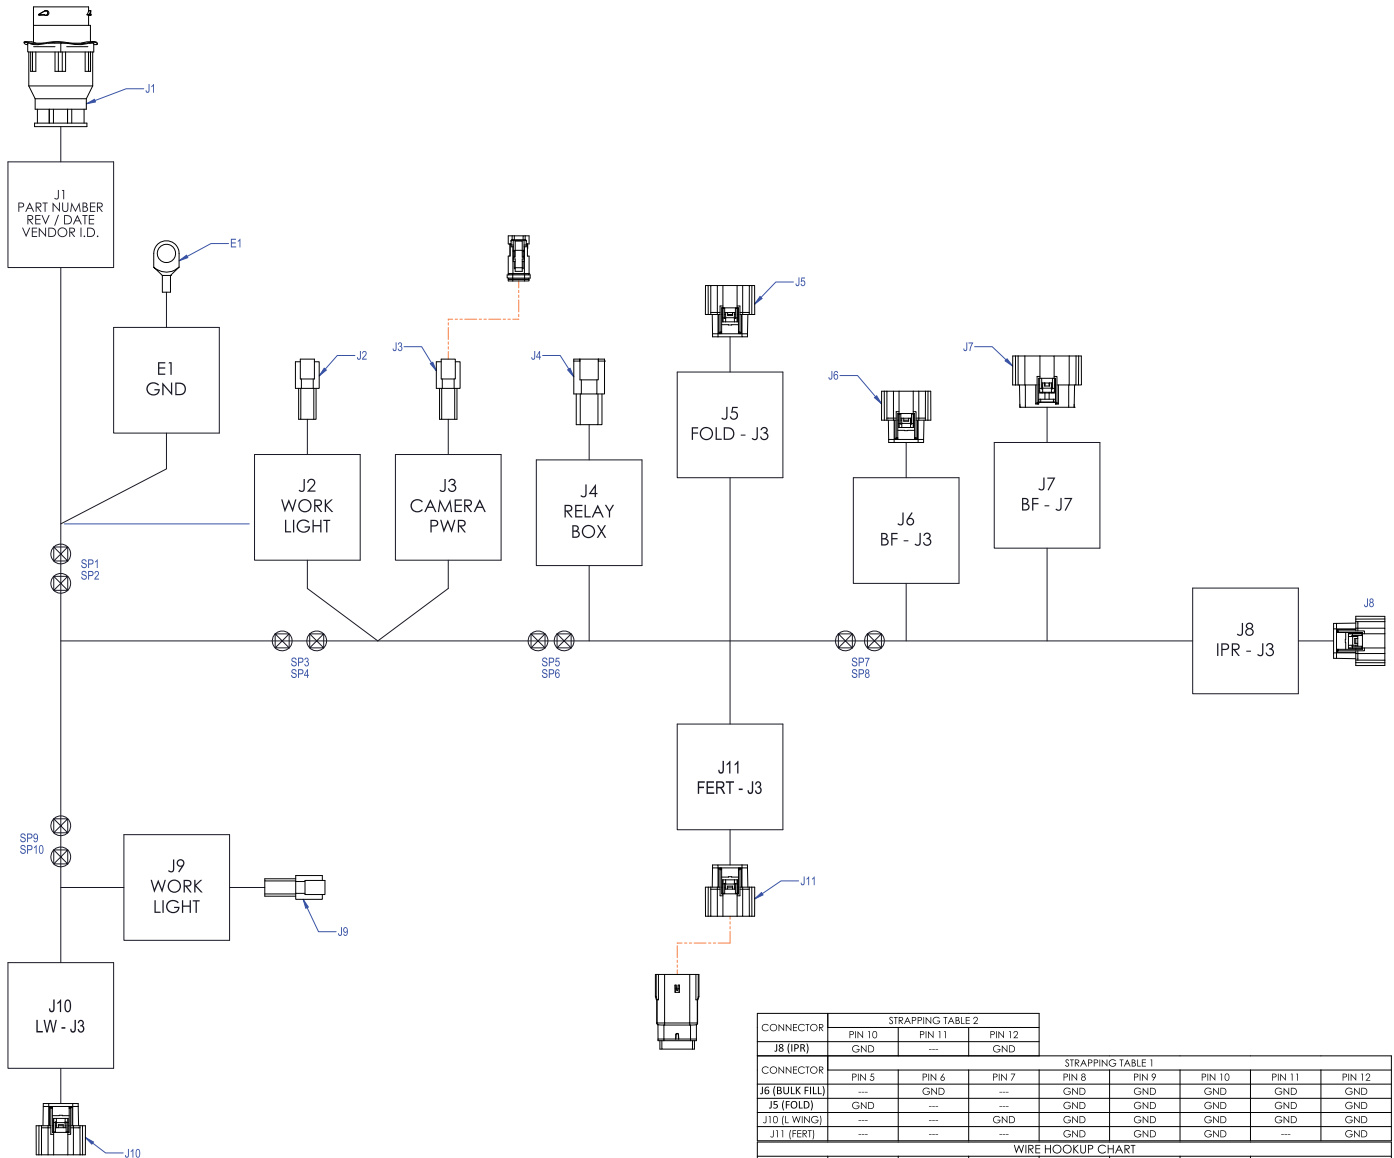 J1
J1
PART NUMBER
REV / DATE
VENDOR I.D.
E1
E1
GND
J2
J2
WORK
LIGHT
J3
J3
CAMERA
PWR
J4
J4
RELAY
BOX
J5
J5
FOLD - J3
J6
J6
BF - J3
J7
J7
BF - J7
J8
J8
IPR - J3
SP1
SP2
SP3
SP4
SP5
SP6
SP7
SP8
J11
FERT - J3
J11
SP9
SP10
J9
WORK
LIGHT
J9
J10
LW - J3
J10
CONNECTOR STRAPPING TABLE 2
PIN 10 PIN 11 PIN 12
J8 (IPR) GND --- GND
CONNECTOR STRAPPING TABLE 1
PIN 5 PIN 6 PIN 7 PIN 8 PIN 9 PIN 10 PIN 11 PIN 12
J6 (BULK FILL) --- GND --- GND GND GND GND GND
J5 (FOLD) GND --- --- GND GND GND GND GND
J10 (L WING) --- --- GND GND GND GND GND GND
J11 (FERT) --- --- --- GND GND GND --- GND
WIRE HOOKUP CHART